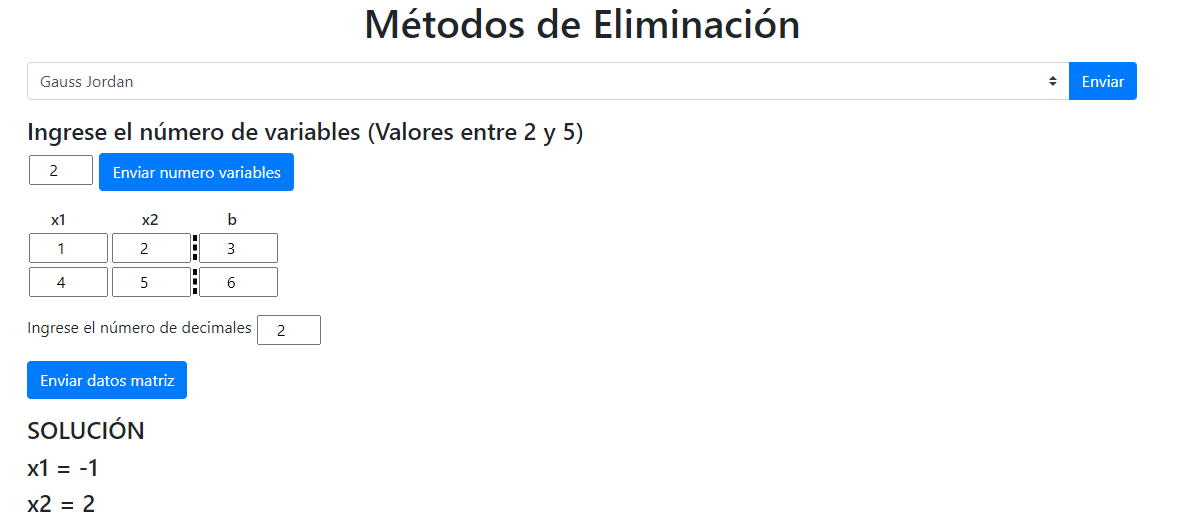 Métodos de Eliminación
Gauss Jordan Enviar
Ingrese el número de variables (Valores entre 2 y 5)
2 Enviar numero variables
x1 x2 b
1 2 3
4 5 6
Ingrese el número de decimales 2
Enviar datos matriz
SOLUCIÓN
x1 = -1
x2 = 2